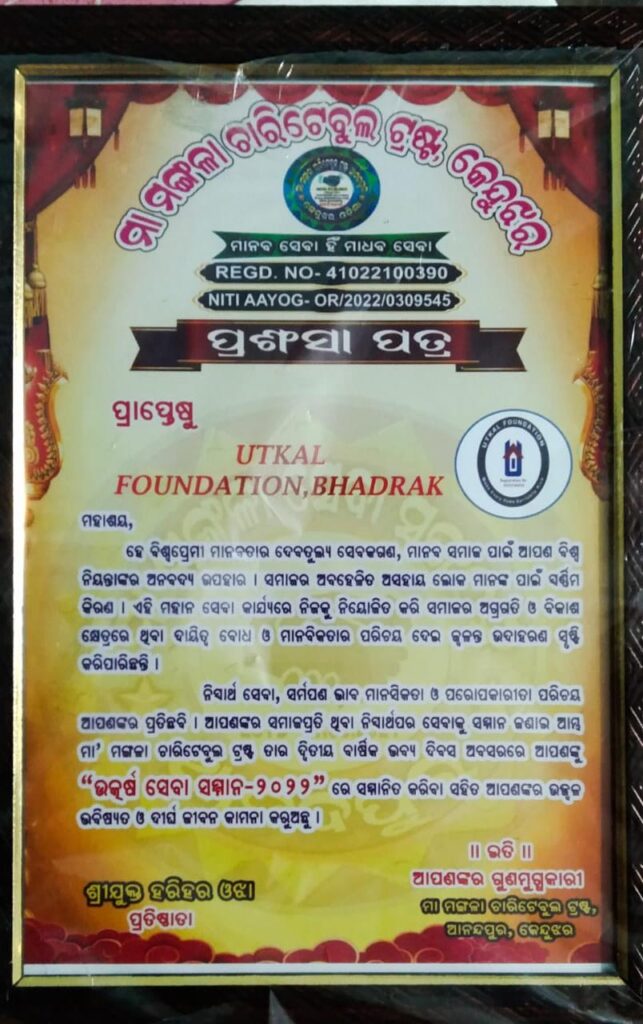 ମା ମଙ୍ଗଳା ଚାରିଟେବୁଲ ଟ୍ରଷ୍ଟ, କେନ୍ଦୁଝର
ମାନବ ସେବା ହିଁ ମାଧବ ସେବା
REGD. NO- 41022100390
NITI AAYOG- OR/2022/0309545
ପ୍ରଶଂସା ପତ୍ର
ପ୍ରାପ୍ତେଷୁ
UTKAL
FOUNDATION,BHADRAK
UTKAL FOUNDATION
ମହାଶୟ,
ହେ ବିଶ୍ୱପ୍ରେମୀ ମାନବତାର ଦେବତୁଲ୍ୟ ସେବକଗଣ, ମାନବ ସମାଜ ପାଇଁ ଆପଣ ବିଶ୍ୱ
ନିୟନ୍ତାଙ୍କର ଅନବଦ୍ୟ ଉପହାର । ସମାଜର ଅବହେଳିତ ଅସହାୟ ଲୋକ ମାନଙ୍କ ପାଇଁ ସର୍ଣ୍ଣିମ
କିରଣ । ଏହି ମହାନ ସେବା କାର୍ଯ୍ୟରେ ନିଜକୁ ନିୟୋଜିତ କରି ସମାଜର ଅଗ୍ରଗତି ଓ ବିକାଶ
କ୍ଷେତ୍ରରେ ଥିବା ଦାୟିତ୍ୱ ବୋଧ ଓ ମାନବିକତାର ପରିଚୟ ଦେଇ ଜ୍ୱଳନ୍ତ ଉଦାହରଣ ସୃଷ୍ଟି
କରିପାରିଛନ୍ତି ।
ନିସ୍ୱାର୍ଥ ସେବା, ସର୍ମପଣ ଭାବ ମାନସିକତା ଓ ପରୋପକାରୀତା ପରିଚୟ
ଆପଣଙ୍କର ପ୍ରତିଛବି । ଆପଣଙ୍କର ସମାଜପ୍ରତି ଥିବା ନିସ୍ୱାର୍ଥପର ସେବାକୁ ସମ୍ମାନ ଜଣାଇ ଆମ୍ଭ
ମା’ ମଙ୍ଗଳା ଚାରିଟେବୁଲ ଟ୍ରଷ୍ଟ ତାର ଦ୍ୱିତୀୟ ବାର୍ଷିକ ଭବ୍ୟ ଦିବସ ଅବସରରେ ଆପଣଙ୍କୁ
“ଉତ୍କର୍ଷ ସେବା ସମ୍ମାନ-୨୦୨୨” ରେ ସମ୍ମାନିତ କରିବା ସହିତ ଆପଣଙ୍କର ଉଜ୍ଜ୍ୱଳ
ଭବିଷ୍ୟତ ଓ ଦୀର୍ଘ ଜୀବନ କାମନା କରୁଅଛୁ ।
॥ ଇତି ॥
ଆପଣଙ୍କର ଗୁଣମୁଗ୍ଧକାରୀ
ମା ମଙ୍ଗଳା ଚାରିଟେବୁଲ ଟ୍ରଷ୍ଟ,
ଆନନ୍ଦପୁର, କେନ୍ଦୁଝର
ଶ୍ରୀଯୁକ୍ତ ହରିହର ଓଝା
ପ୍ରତିଷ୍ଠାତା